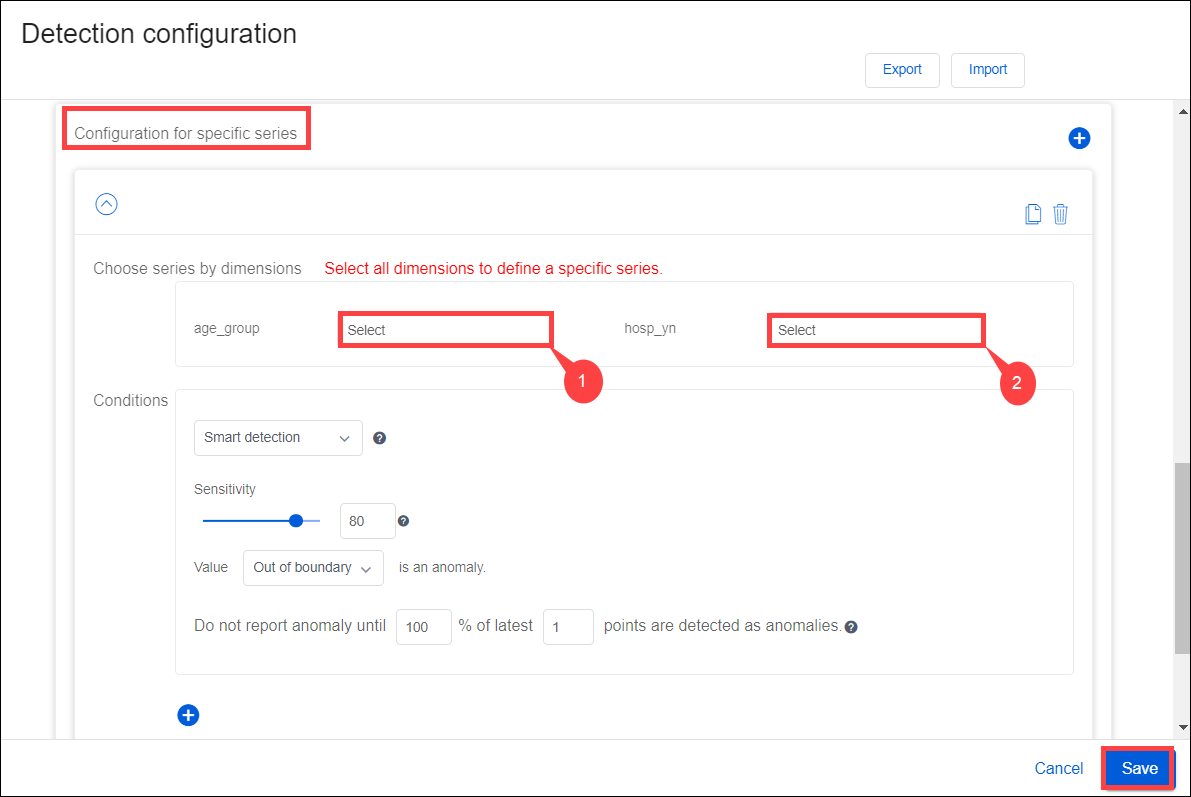 Detection configuration
Export Import
Configuration for specific series
Choose series by dimensions Select all dimensions to define a specific series.
age_group Select hosp_yn Select
1
2
Conditions
Smart detection ?
Sensitivity
80 ?
Value Out of boundary is an anomaly.
Do not report anomaly until 100 % of latest 1 points are detected as anomalies. ?
Cancel Save